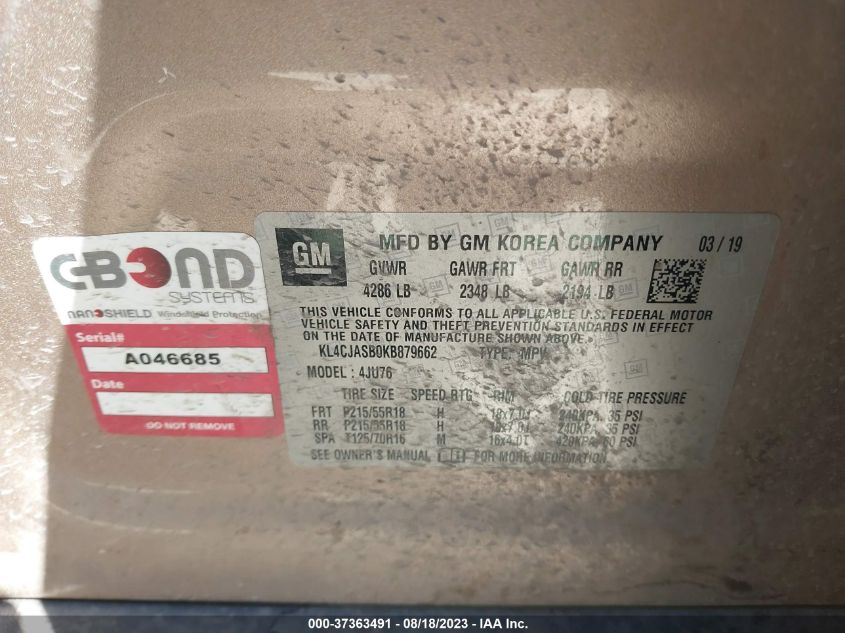 C-BOND
SYSTEMS
NANOSHIELD Windshield Protection
Serial#
A046685
Date
DO NOT REMOVE
GM
MFD BY GM KOREA COMPANY 03/19
GVWR GAWR FRT GAWR RR
4286 LB 2348 LB 2194 LB
THIS VEHICLE CONFORMS TO ALL APPLICABLE U.S. FEDERAL MOTOR
VEHICLE SAFETY AND THEFT PREVENTION STANDARDS IN EFFECT
ON THE DATE OF MANUFACTURE SHOWN ABOVE.
KL4CJASB0KB879662 TYPE: MPV
MODEL: 4JU76
TIRE SIZE SPEED RTG RIM COLD TIRE PRESSURE
FRT P215/55R18 H 18x7.0J 240KPA, 35 PSI
RR P215/55R18 H 18x7.0J 240KPA, 35 PSI
SPA T125/70R16 M 16x4.0T 420KPA, 60 PSI
SEE OWNER'S MANUAL FOR MORE INFORMATION
000-37363491 - 08/18/2023 - IAA Inc.